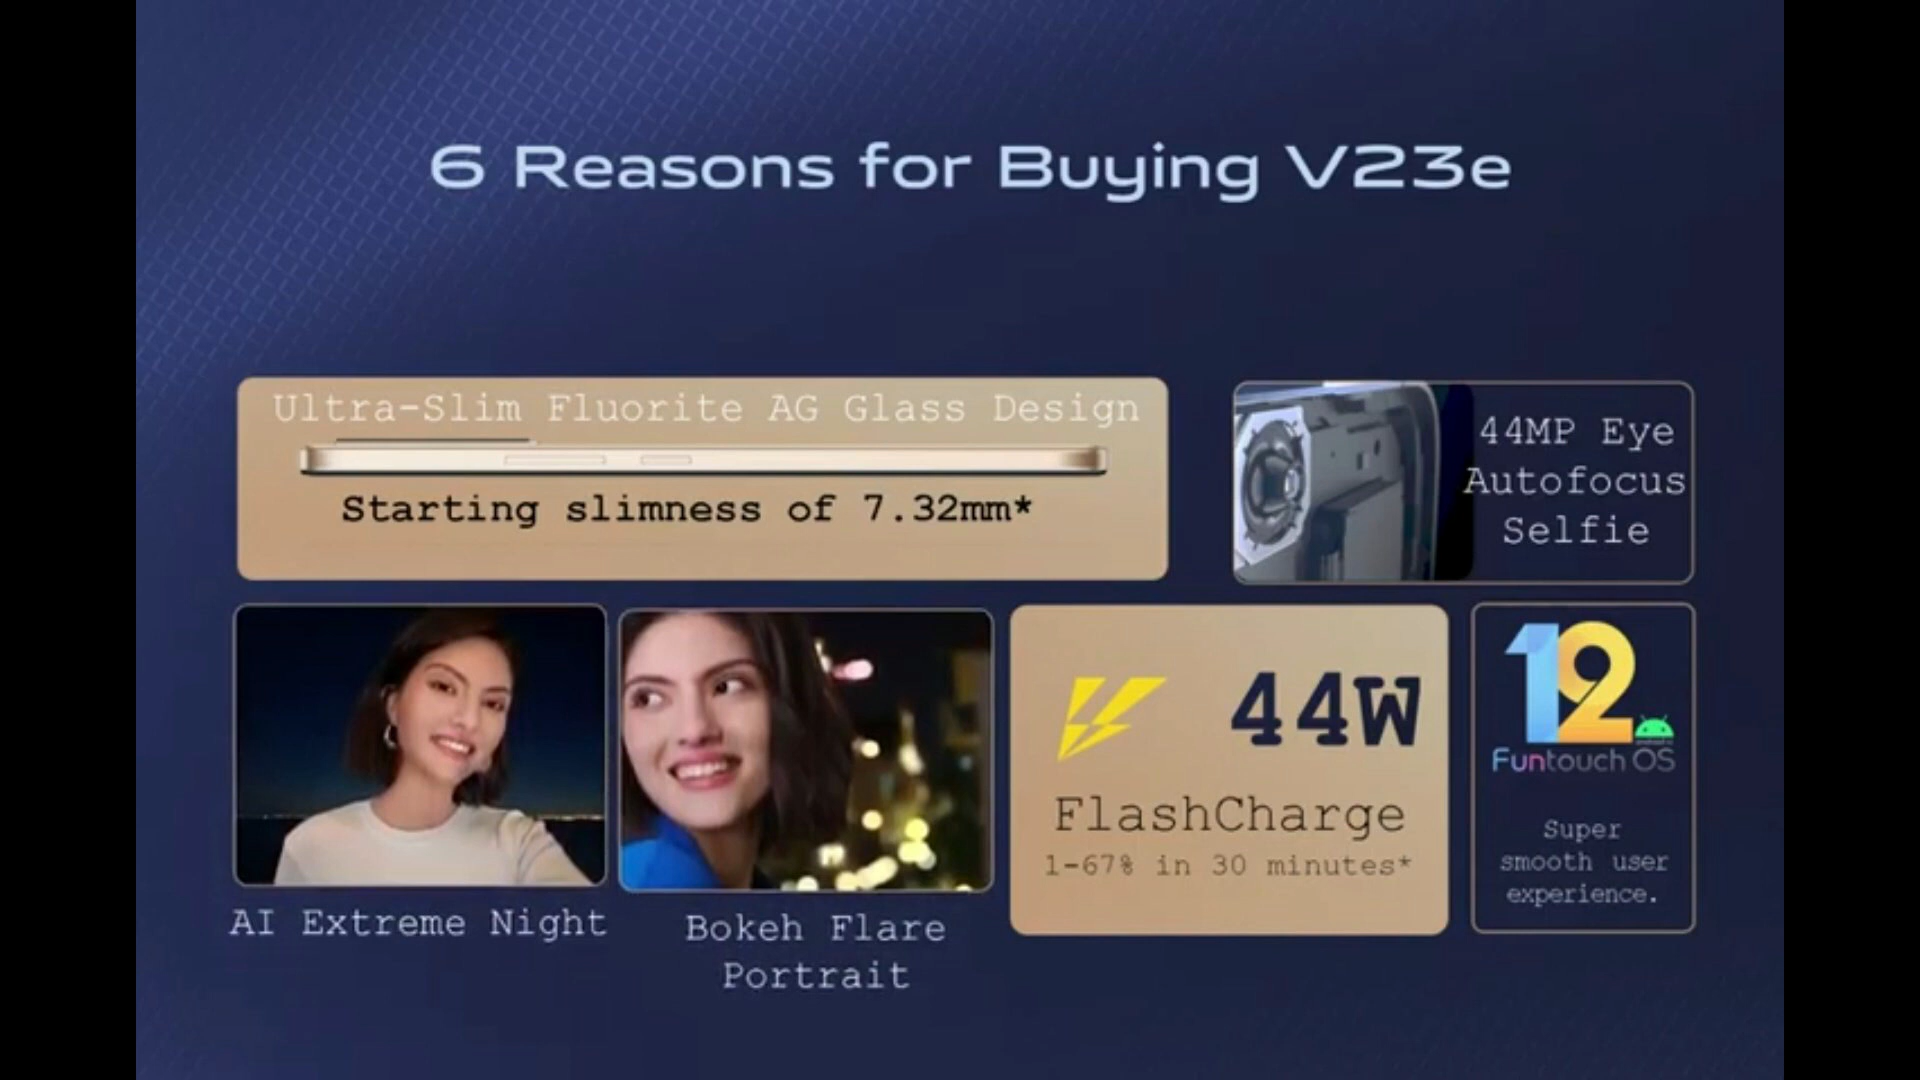 6 Reasons for Buying V23e
Ultra-Slim Fluorite AG Glass Design
Starting slimness of 7.32mm*
44MP Eye
Autofocus
Selfie
AI Extreme Night
Bokeh Flare
Portrait
44W
FlashCharge
1-67% in 30 minutes*
12
Funtouch OS
Super
smooth user
experience.